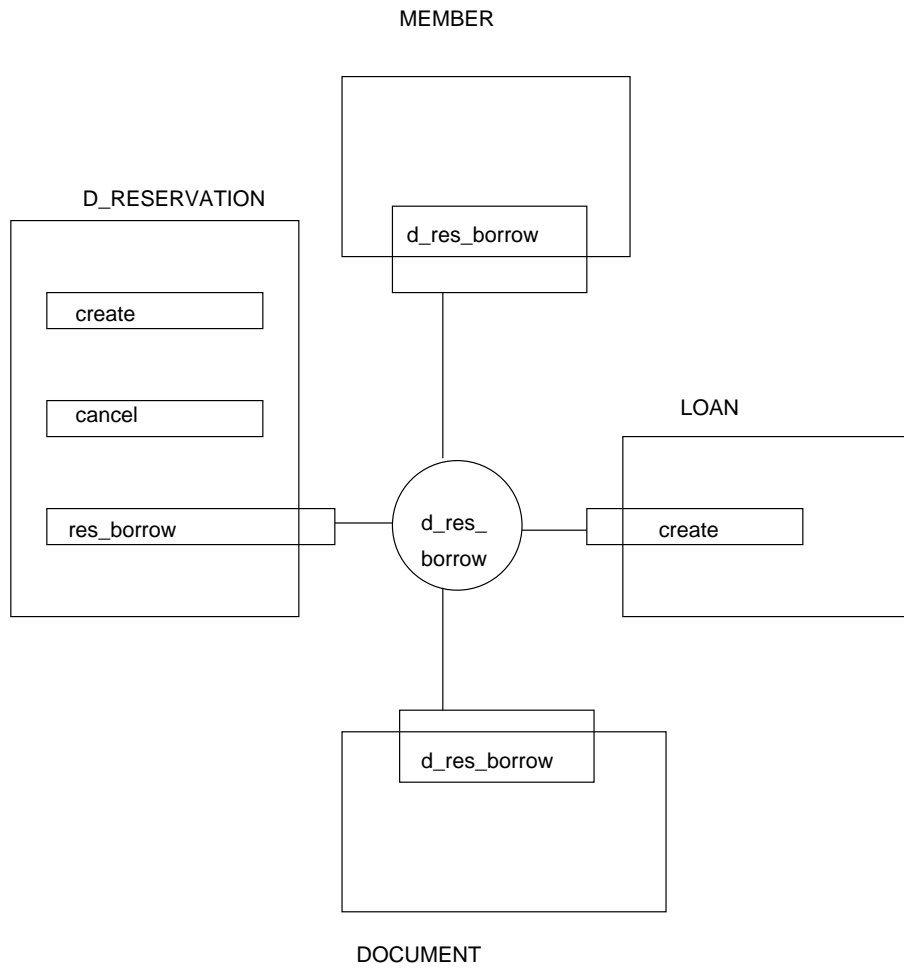 MEMBER
D_RESERVATION
d_res_borrow
create
cancel
LOAN
res_borrow
d_res_
borrow
create
d_res_borrow
DOCUMENT